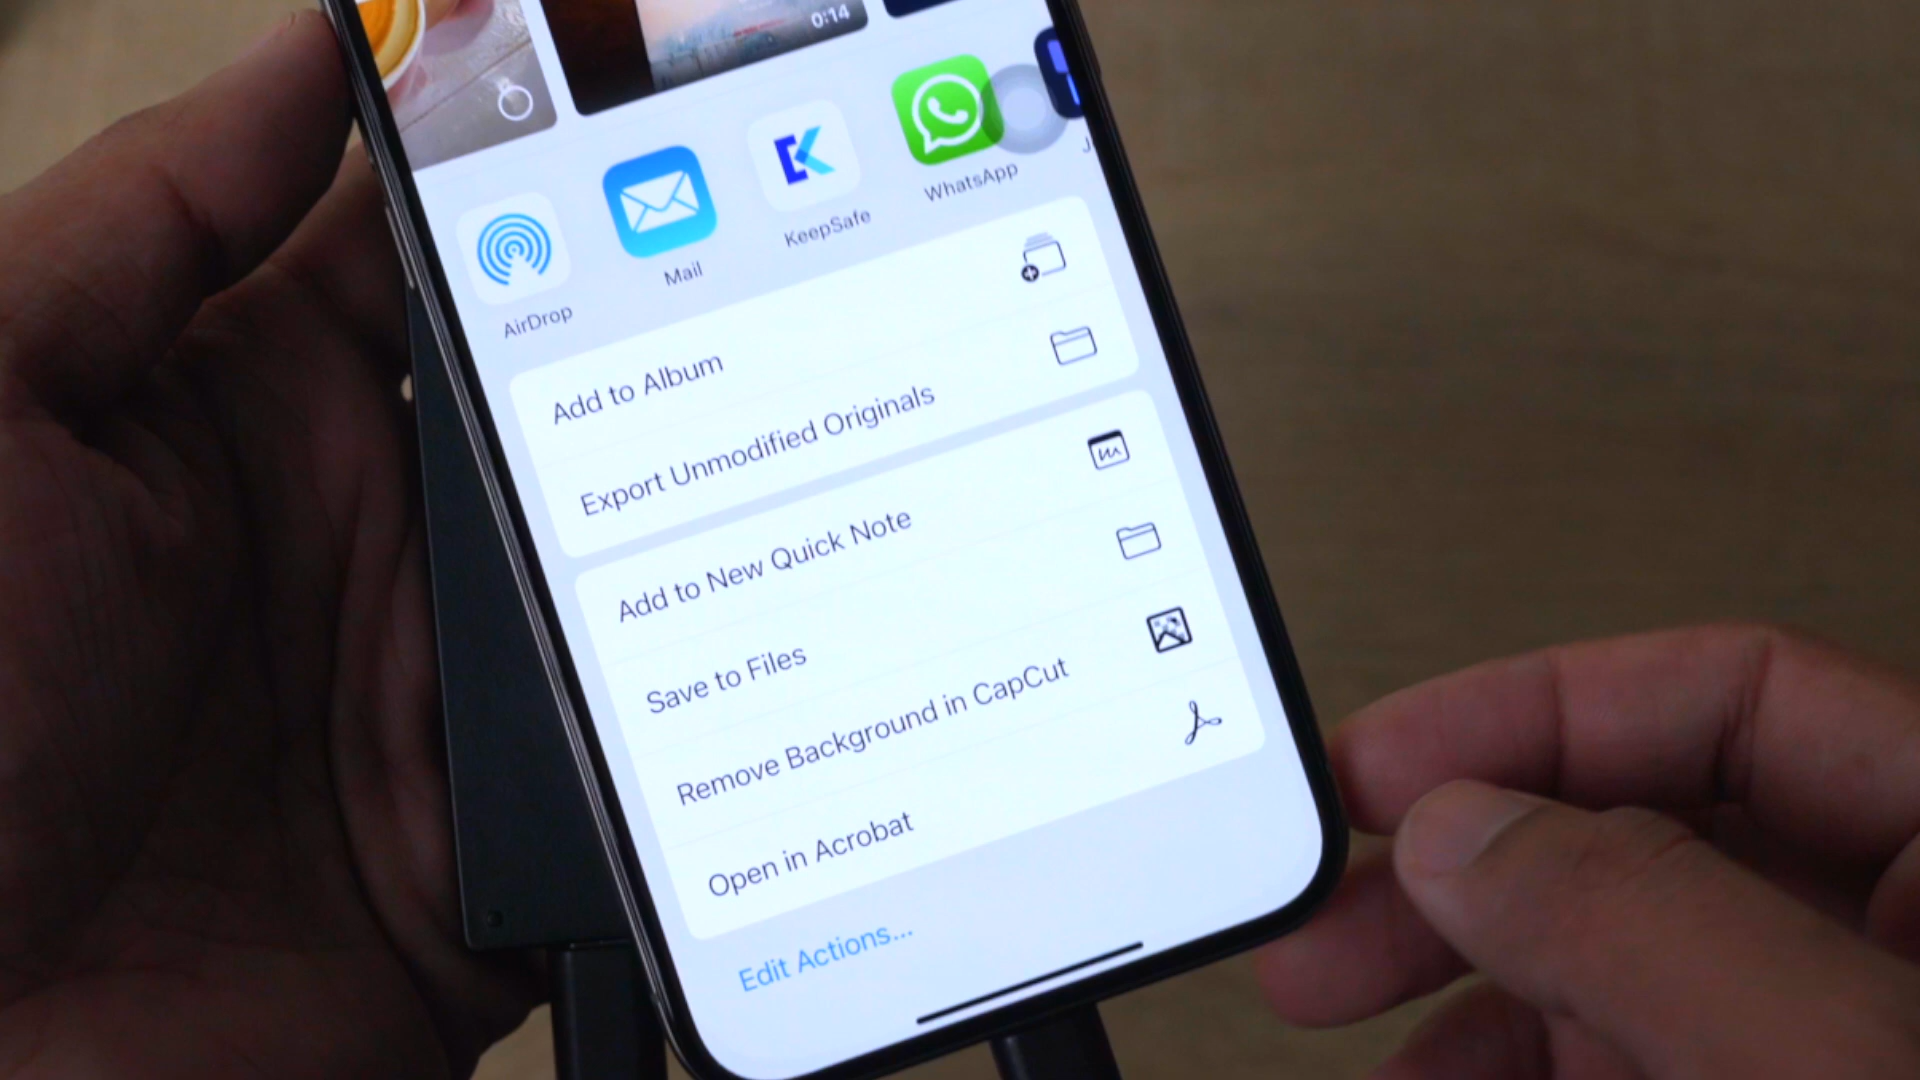 0:14
AirDrop
Mail
KeepSafe
WhatsApp
J
Add to Album
Export Unmodified Originals
Add to New Quick Note
Save to Files
Remove Background in CapCut
Open in Acrobat
Edit Actions...